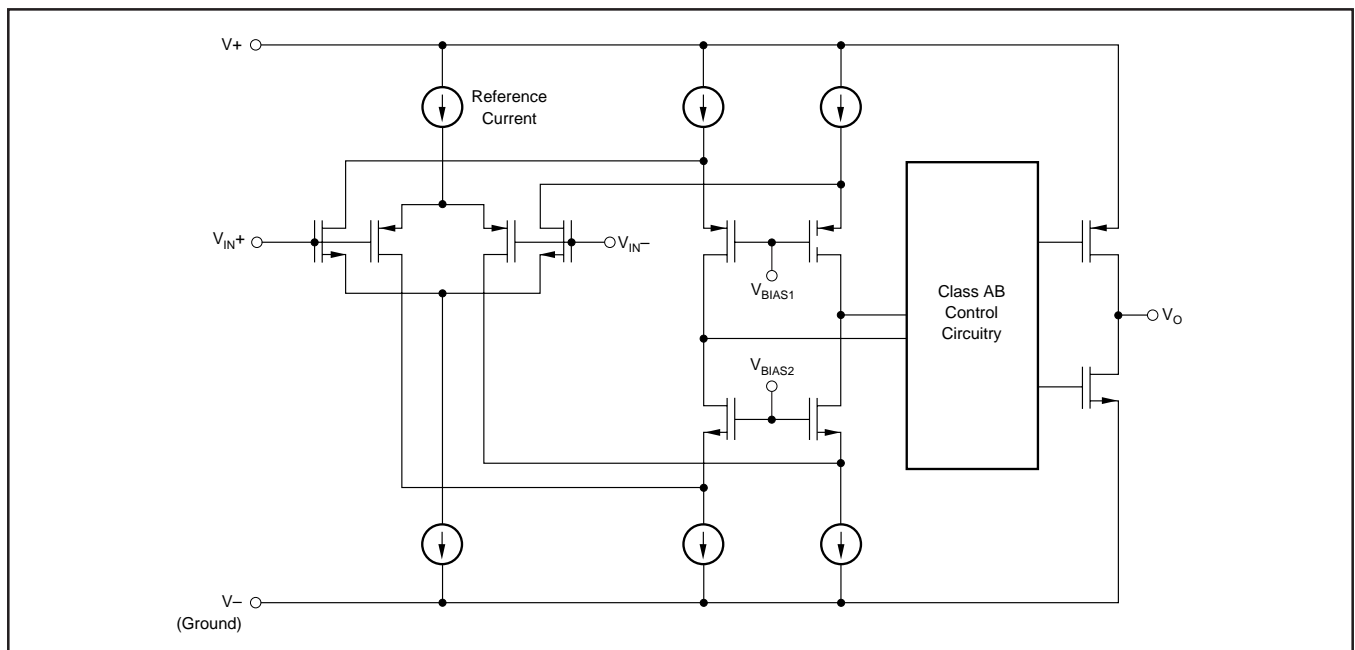 V+
Reference
Current
VIN+
VIN–
VBIAS1
Class AB
Control
Circuitry
VO
VBIAS2
V–
(Ground)